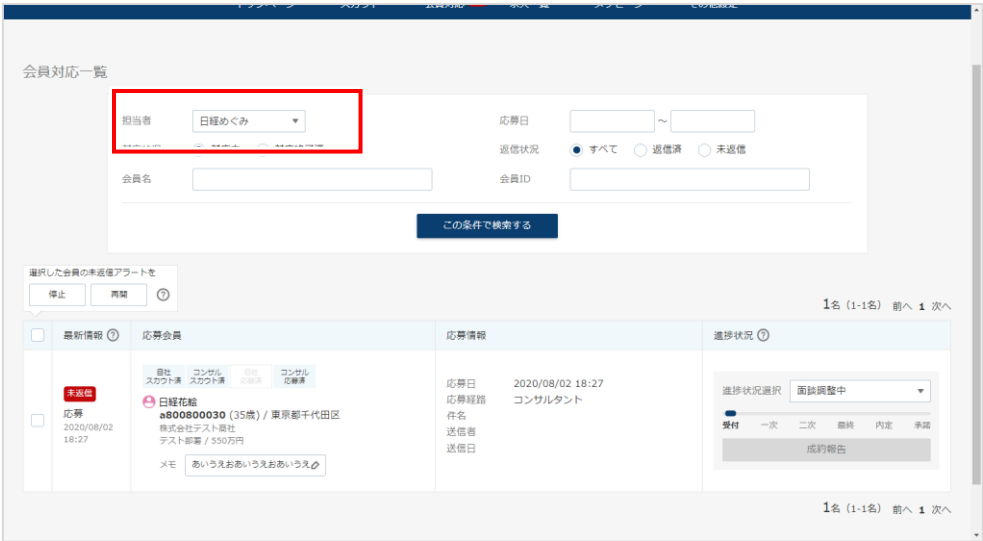 会員対応一覧
担当者 日経めぐみ 応募日 ～
返信状況 すべて 返信済 未返信
会員名 会員ID
この条件で検索する
選択した会員の未返信アラートを
停止 再開 ?
1名 (1-1名) 前へ 1 次へ
最新情報 ? 応募会員 応募情報 進捗状況 ?
自社 コンサル 自社 コンサル
スカウト済 スカウト済 応募済 応募済
未返信
応募
2020/08/02
18:27
日経花絵
a800800030 (35歳) / 東京都千代田区
株式会社テスト商社
テスト部署 / 550万円
メモ あいうえおあいうえおあいうえ
応募日 2020/08/02 18:27
応募経路 コンサルタント
件名
送信者
送信日
進捗状況選択 面談調整中
受付 一次 二次 最終 内定 承諾
成約報告
1名 (1-1名) 前へ 1 次へ